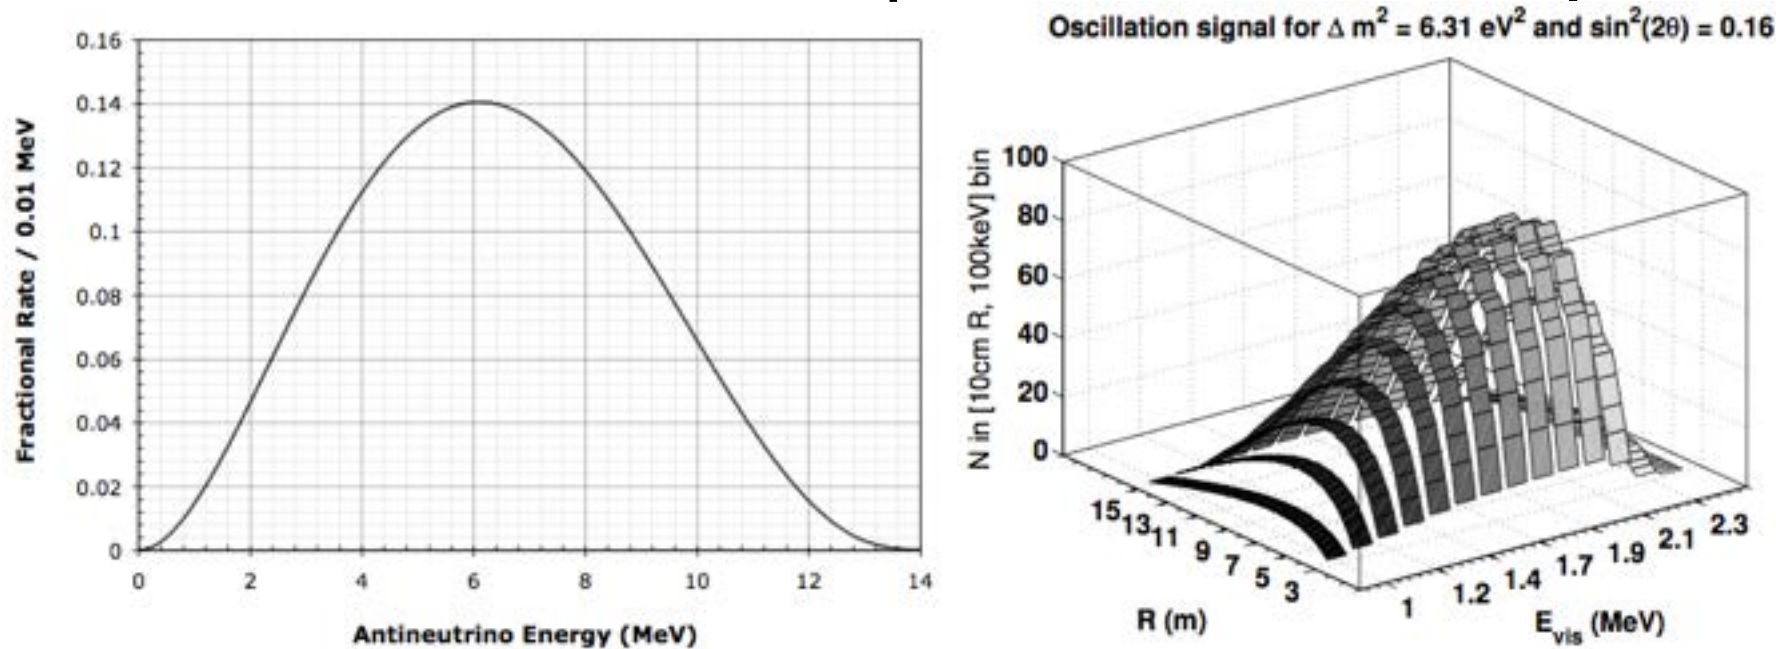 0.16
0.14
0.12
0.1
0.08
0.06
0.04
0.02
0
Fractional Rate / 0.01 MeV
0 2 4 6 8 10 12 14
Antineutrino Energy (MeV)
Oscillation signal for Δ m² = 6.31 eV² and sin²(2θ) = 0.16
100
80
60
40
20
0
N in [10cm R, 100keV] bin
15 13 11 9 7 5 3
R (m)
1 1.2 1.4 1.7 1.9 2.1 2.3
E_vis (MeV)